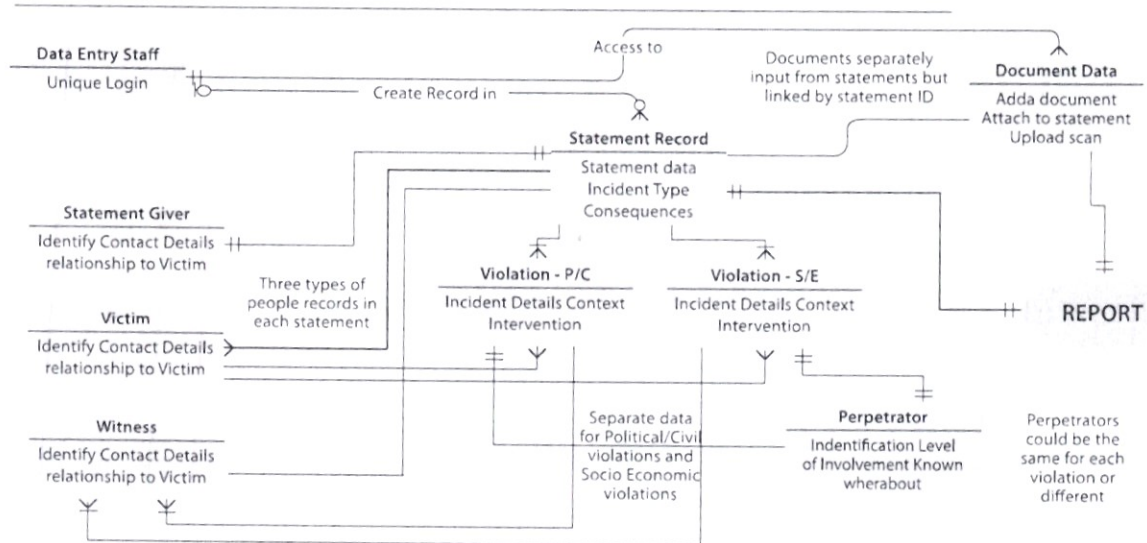 Data Entry Staff
Unique Login
Access to
Create Record in
Documents separately
input from statements but
linked by statement ID
Document Data
Adda document
Attach to statement
Upload scan
Statement Record
Statement data
Incident Type
Consequences
Statement Giver
Identify Contact Details
relationship to Victim
Three types of
people records in
each statement
Violation - P/C
Incident Details Context
Intervention
Violation - S/E
Incident Details Context
Intervention
REPORT
Victim
Identify Contact Details
relationship to Victim
Witness
Identify Contact Details
relationship to Victim
Separate data
for Political/Civil
violations and
Socio Economic
violations
Perpetrator
Indentification Level
of Involvement Known
wherabout
Perpetrators
could be the
same for each
violation or
different